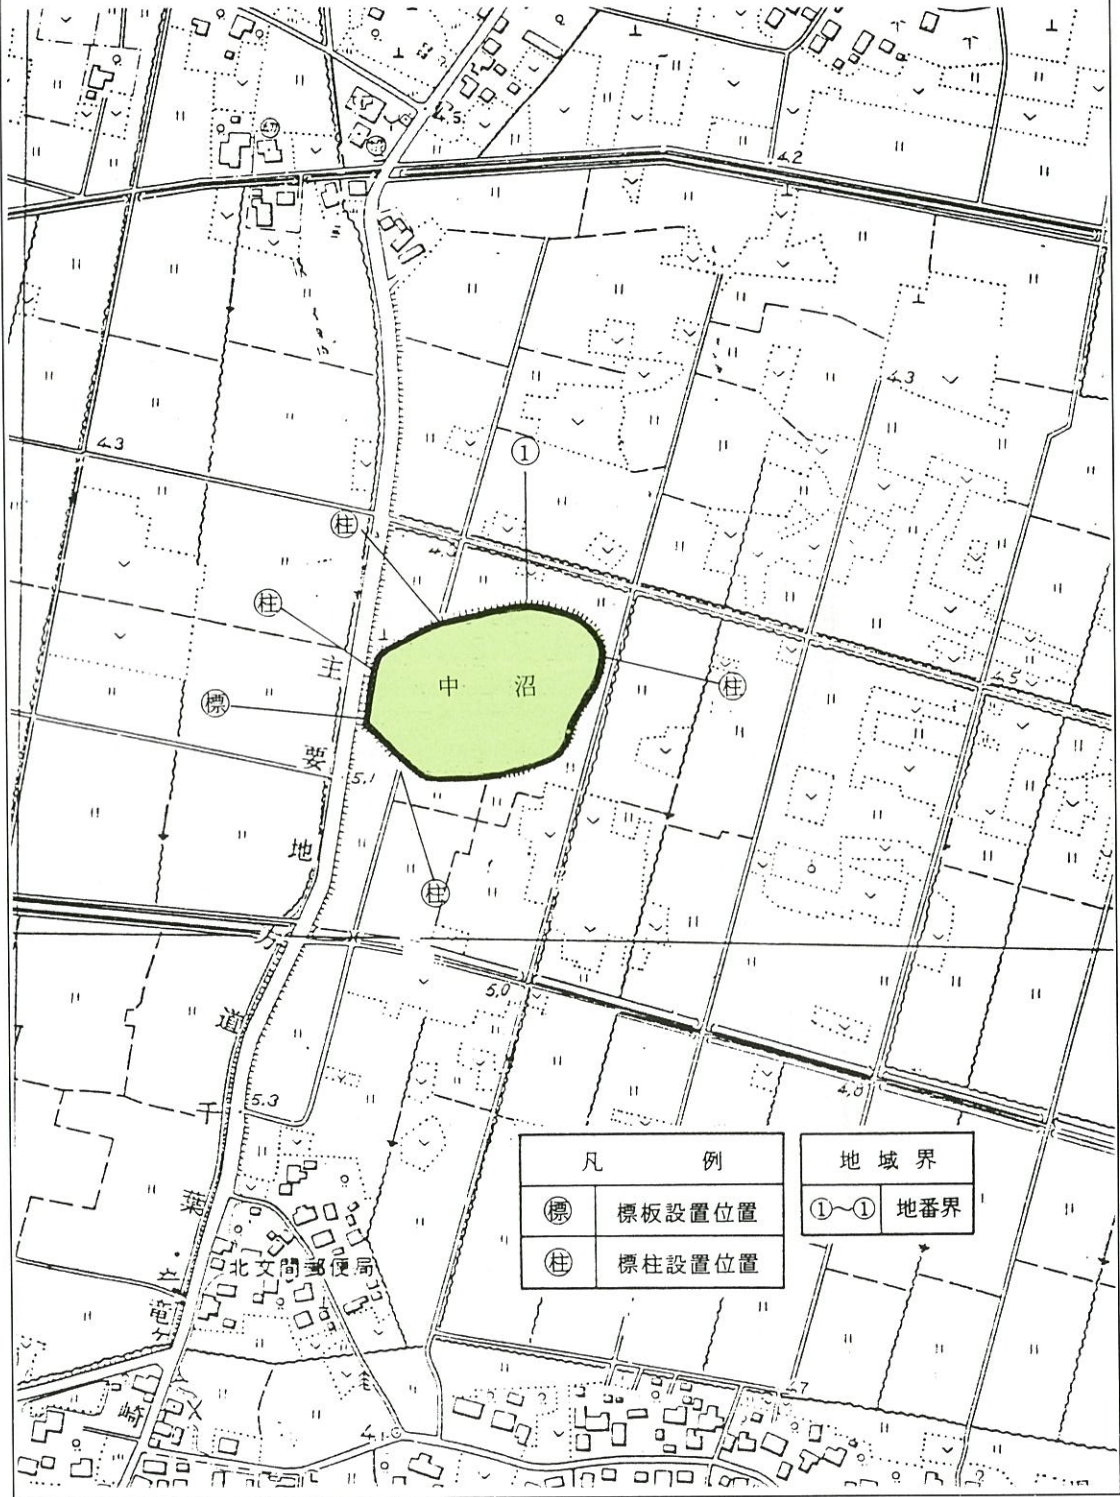 4.5
4.2
4.3
4.3
①
柱
柱
柱
標
中 沼
4.5
5.1
柱
主要地方道千葉竜ケ崎
5.0
4.8
5.3
北文間郵便局
凡 例
標 標板設置位置
柱 標柱設置位置
地域界
①〜① 地番界